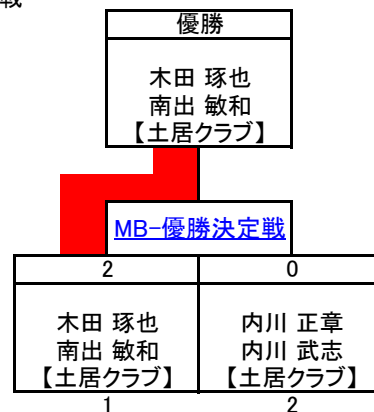 戦
優勝
木田 琢也
南出 敏和
【土居クラブ】
MB-優勝決定戦
2 0
木田 琢也 内川 正章
南出 敏和 内川 武志
【土居クラブ】 【土居クラブ】
1 2